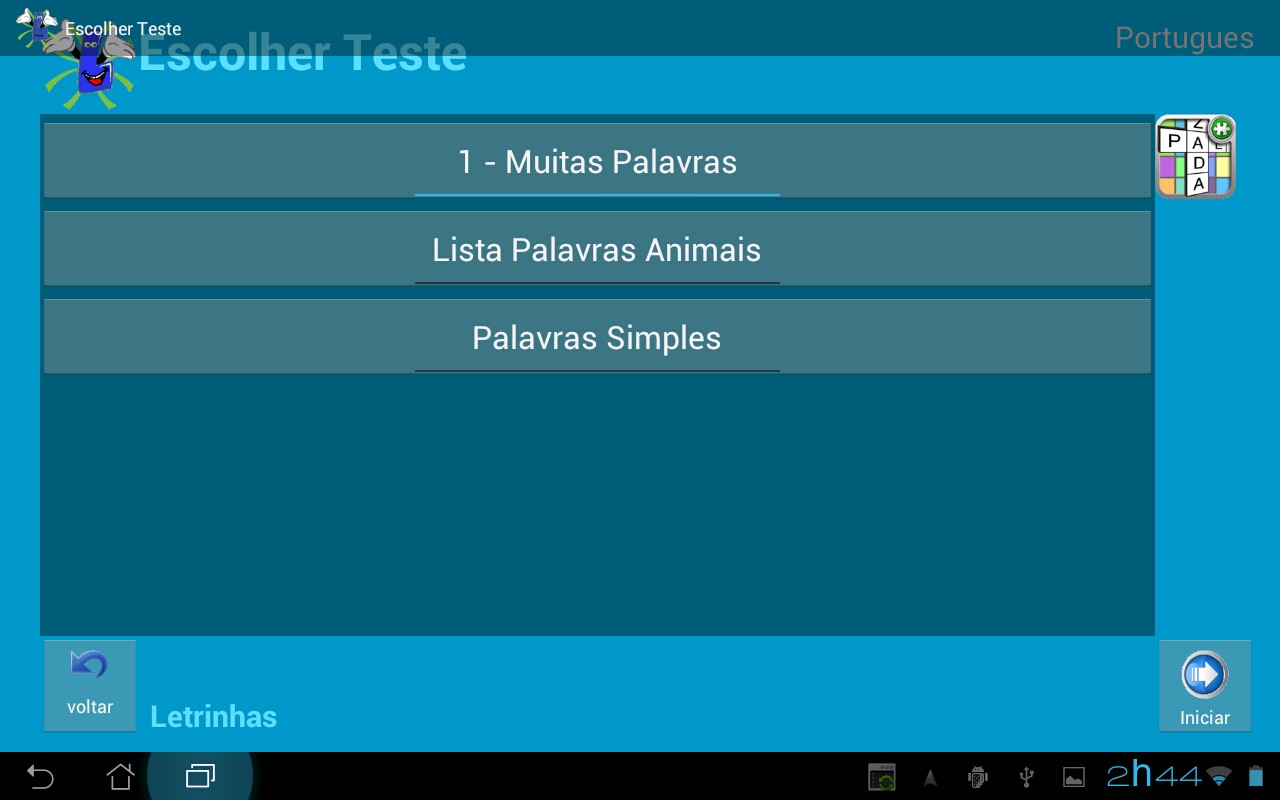 Escolher Teste
Escolher Teste
Portugues
1 - Muitas Palavras
Lista Palavras Animais
Palavras Simples
voltar
Letrinhas
Iniciar
2h44